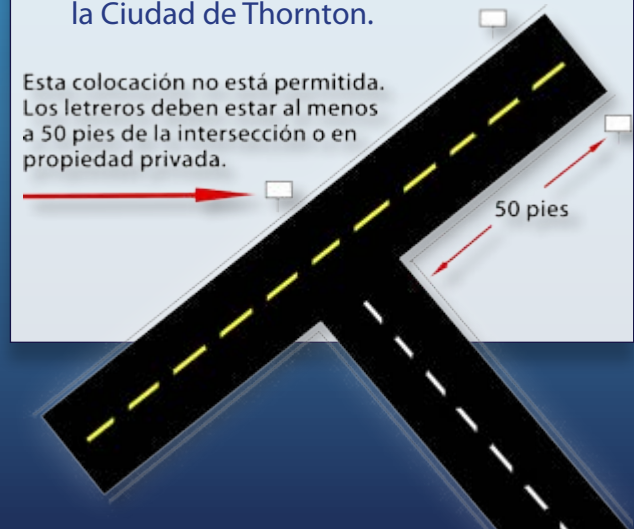 la Ciudad de Thornton.
Esta colocación no está permitida.
Los letreros deben estar al menos
a 50 pies de la intersección o en
propiedad privada.
50 pies